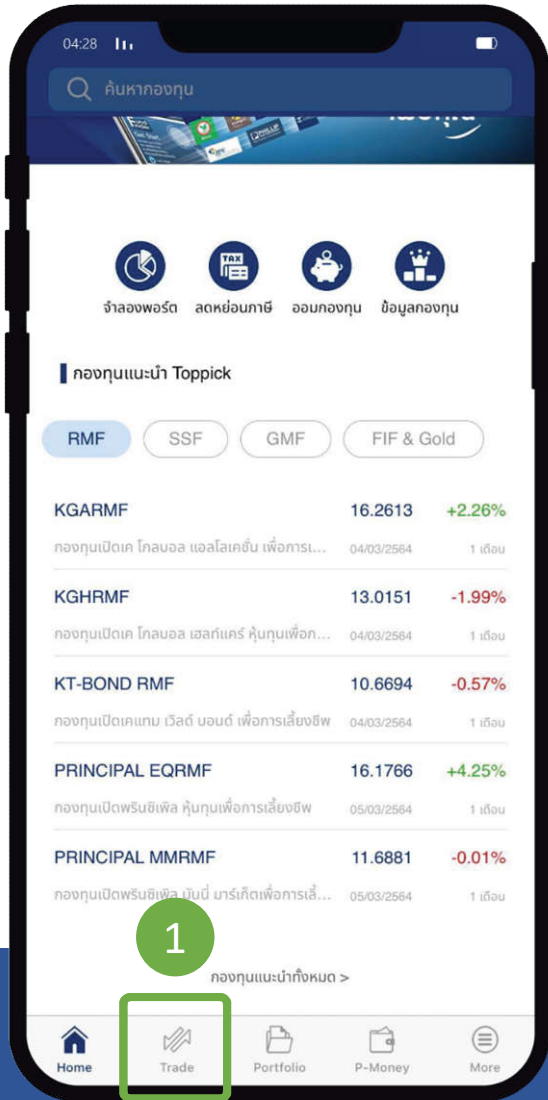 04:28
ค้นหากองทุน
TAX
จำลองพอร์ต ลดหย่อนภาษี ออมกองทุน ข้อมูลกองทุน
กองทุนแนะนำ Toppick
RMF SSF GMF FIF & Gold
KGARMF 16.2613 +2.26%
กองทุนเปิดเค โกลบอล แอลโลเคชั่น เพื่อการเ... 04/03/2564 1 เดือน
KGHRMF 13.0151 -1.99%
กองทุนเปิดเค โกลบอล เฮลท์แคร์ หุ้นทุนเพื่อก... 04/03/2564 1 เดือน
KT-BOND RMF 10.6694 -0.57%
กองทุนเปิดเคแทม เวิลด์ บอนด์ เพื่อการเลี้ยงชีพ 04/03/2564 1 เดือน
PRINCIPAL EQRMF 16.1766 +4.25%
กองทุนเปิดพรินซิเพิล หุ้นทุนเพื่อการเลี้ยงชีพ 05/03/2564 1 เดือน
PRINCIPAL MMRMF 11.6881 -0.01%
กองทุนเปิดพรินซิเพิล มันนี่ มาร์เก็ตเพื่อการเลี้... 05/03/2564 1 เดือน
1
กองทุนแนะนำทั้งหมด >
Home Trade Portfolio P-Money More